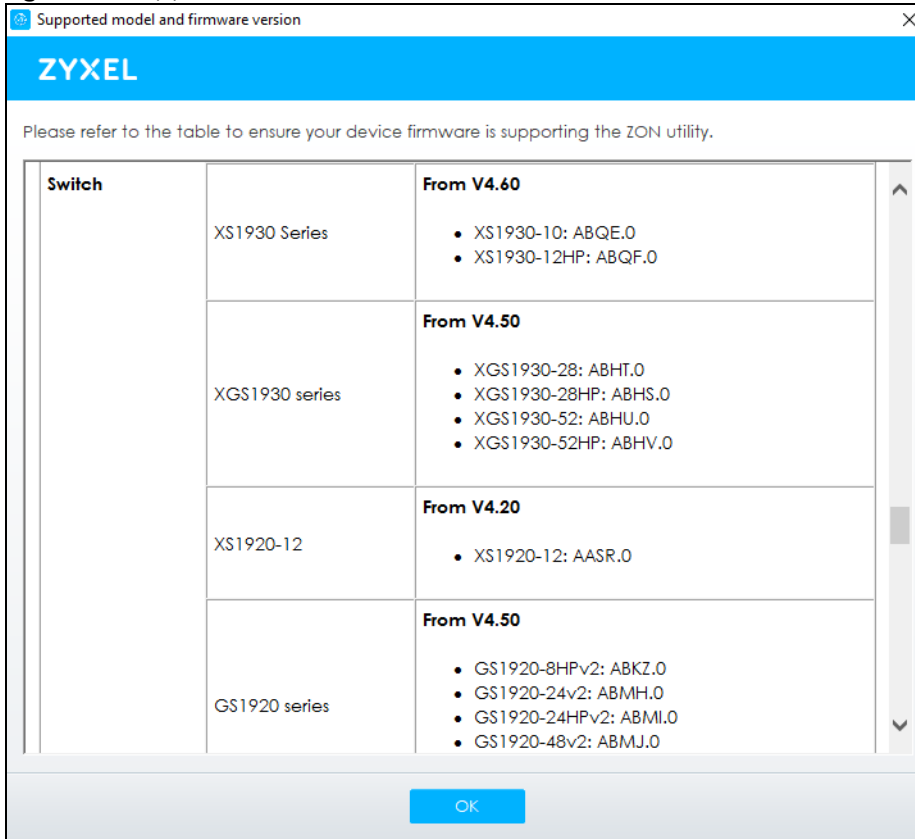 Supported model and firmware version
ZYXEL
Please refer to the table to ensure your device firmware is supporting the ZON utility.
Switch
XS1930 Series
From V4.60
• XS1930-10: ABQE.0
• XS1930-12HP: ABQF.0
XGS1930 series
From V4.50
• XGS1930-28: ABHT.0
• XGS1930-28HP: ABHS.0
• XGS1930-52: ABHU.0
• XGS1930-52HP: ABHV.0
XS1920-12
From V4.20
• XS1920-12: AASR.0
GS1920 series
From V4.50
• GS1920-8HPv2: ABKZ.0
• GS1920-24v2: ABMH.0
• GS1920-24HPv2: ABMI.0
• GS1920-48v2: ABMJ.0
OK